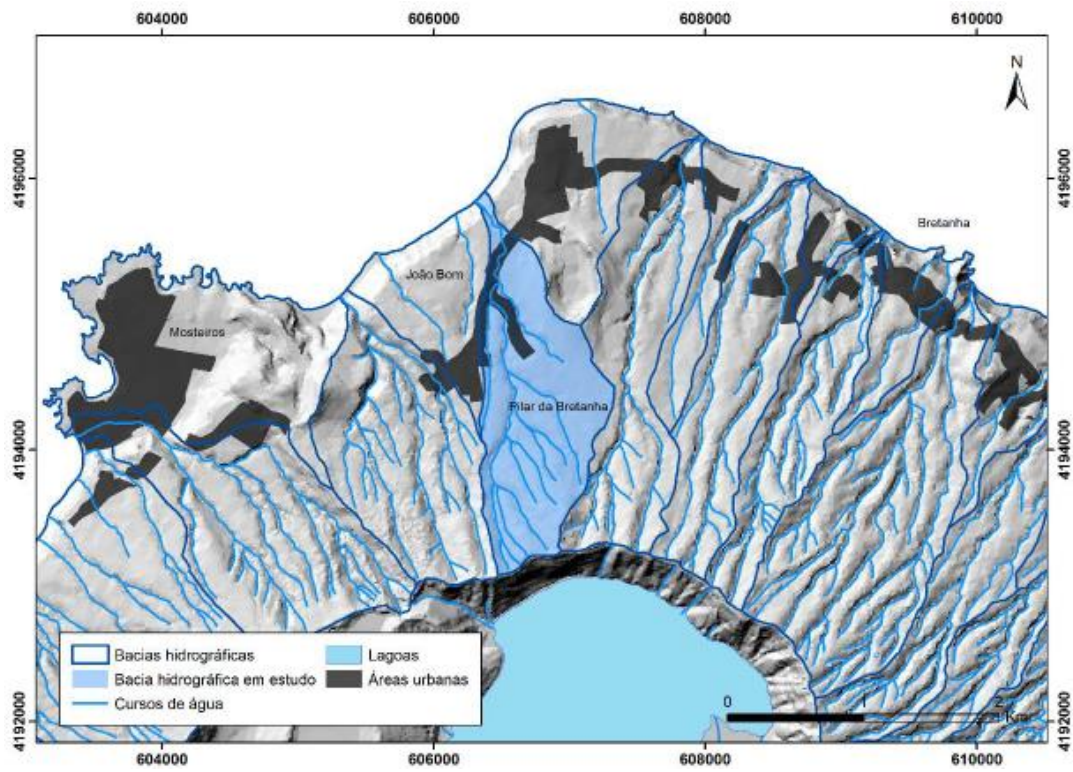 604000 606000 608000 610000
N
4196000 4196000
Bretanha
João Bom
Mosteiros
Pilar da Bretanha
4194000 4194000
Bacias hidrográficas Lagoas
Bacia hidrográfica em estudo Áreas urbanas
Cursos de água
0 1 2
Km
4192000 4192000
604000 606000 608000 610000